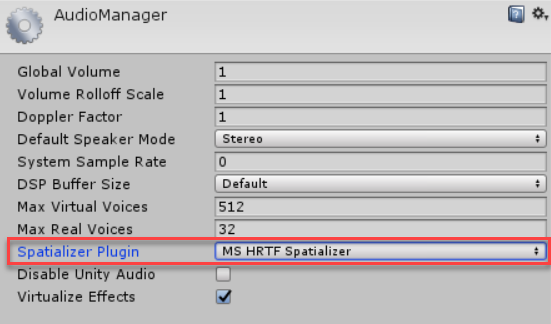 AudioManager
Global Volume 1
Volume Rolloff Scale 1
Doppler Factor 1
Default Speaker Mode Stereo
System Sample Rate 0
DSP Buffer Size Default
Max Virtual Voices 512
Max Real Voices 32
Spatializer Plugin MS HRTF Spatializer
Disable Unity Audio
Virtualize Effects